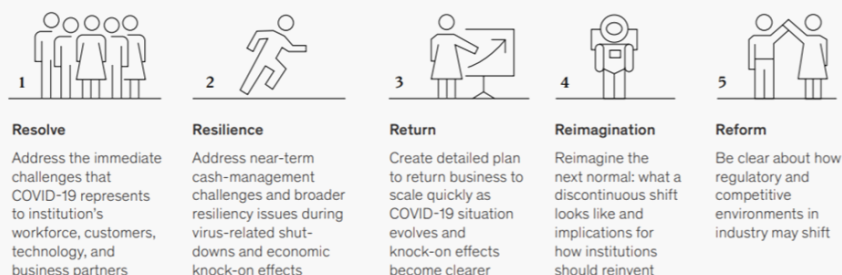 1
2
3
4
5
Resolve
Address the immediate
challenges that
COVID-19 represents
to institution's
workforce, customers,
technology, and
business partners
Resilience
Address near-term
cash-management
challenges and broader
resiliency issues during
virus-related shut-
downs and economic
knock-on effects
Return
Create detailed plan
to return business to
scale quickly as
COVID-19 situation
evolves and
knock-on effects
become clearer
Reimagination
Reimagine the
next normal: what a
discontinuous shift
looks like and
implications for
how institutions
should reinvent
Reform
Be clear about how
regulatory and
competitive
environments in
industry may shift